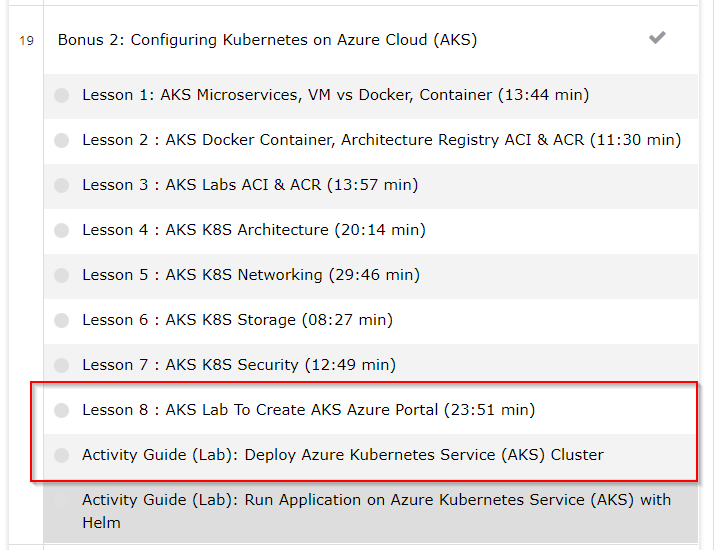 19
Bonus 2: Configuring Kubernetes on Azure Cloud (AKS)
Lesson 1: AKS Microservices, VM vs Docker, Container (13:44 min)
Lesson 2 : AKS Docker Container, Architecture Registry ACI & ACR (11:30 min)
Lesson 3 : AKS Labs ACI & ACR (13:57 min)
Lesson 4 : AKS K8S Architecture (20:14 min)
Lesson 5 : AKS K8S Networking (29:46 min)
Lesson 6 : AKS K8S Storage (08:27 min)
Lesson 7 : AKS K8S Security (12:49 min)
Lesson 8 : AKS Lab To Create AKS Azure Portal (23:51 min)
Activity Guide (Lab): Deploy Azure Kubernetes Service (AKS) Cluster
Activity Guide (Lab): Run Application on Azure Kubernetes Service (AKS) with
Helm